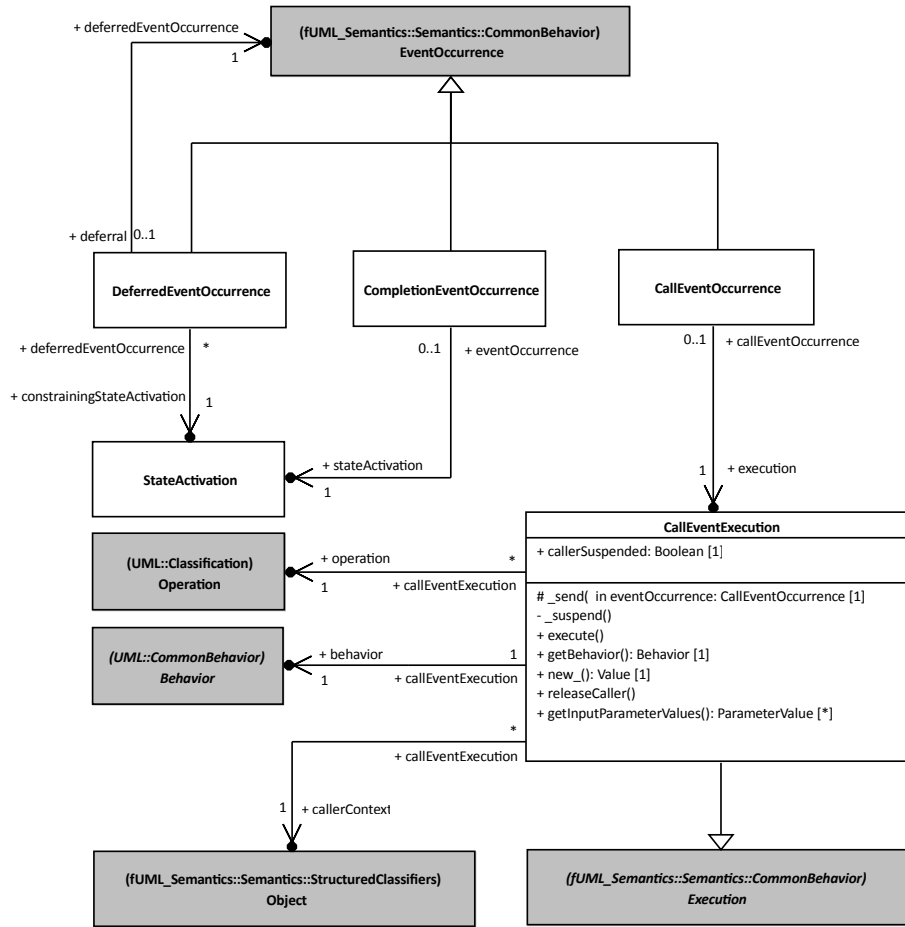 + deferredEventOccurrence
1
(fUML_Semantics::Semantics::CommonBehavior)
EventOccurrence
+ deferral
0..1
DeferredEventOccurrence
CompletionEventOccurrence
CallEventOccurrence
+ deferredEventOccurrence
*
0..1
+ eventOccurrence
0..1
+ callEventOccurrence
+ constrainingStateActivation
1
StateActivation
+ stateActivation
1
1
+ execution
CallEventExecution
+ callerSuspended: Boolean [1]
# _send( in eventOccurrence: CallEventOccurrence [1]
- _suspend()
+ execute()
+ getBehavior(): Behavior [1]
+ new_(): Value [1]
+ releaseCaller()
+ getInputParameterValues(): ParameterValue [*]
(UML::Classification)
Operation
+ operation
*
1
+ callEventExecution
(UML::CommonBehavior)
Behavior
+ behavior
1
1
+ callEventExecution
*
+ callEventExecution
1
+ callerContext
(fUML_Semantics::Semantics::StructuredClassifiers)
Object
(fUML_Semantics::Semantics::CommonBehavior)
Execution